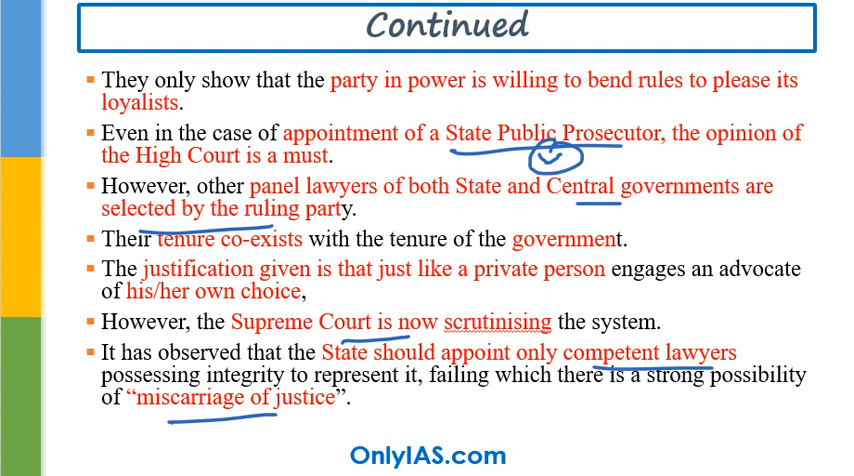 Continued
▪ They only show that the party in power is willing to bend rules to please its
loyalists.
▪ Even in the case of appointment of a State Public Prosecutor, the opinion of
the High Court is a must.
▪ However, other panel lawyers of both State and Central governments are
selected by the ruling party.
▪ Their tenure co-exists with the tenure of the government.
▪ The justification given is that just like a private person engages an advocate
of his/her own choice,
▪ However, the Supreme Court is now scrutinising the system.
▪ It has observed that the State should appoint only competent lawyers
possessing integrity to represent it, failing which there is a strong possibility
of “miscarriage of justice”.
OnlyIAS.com